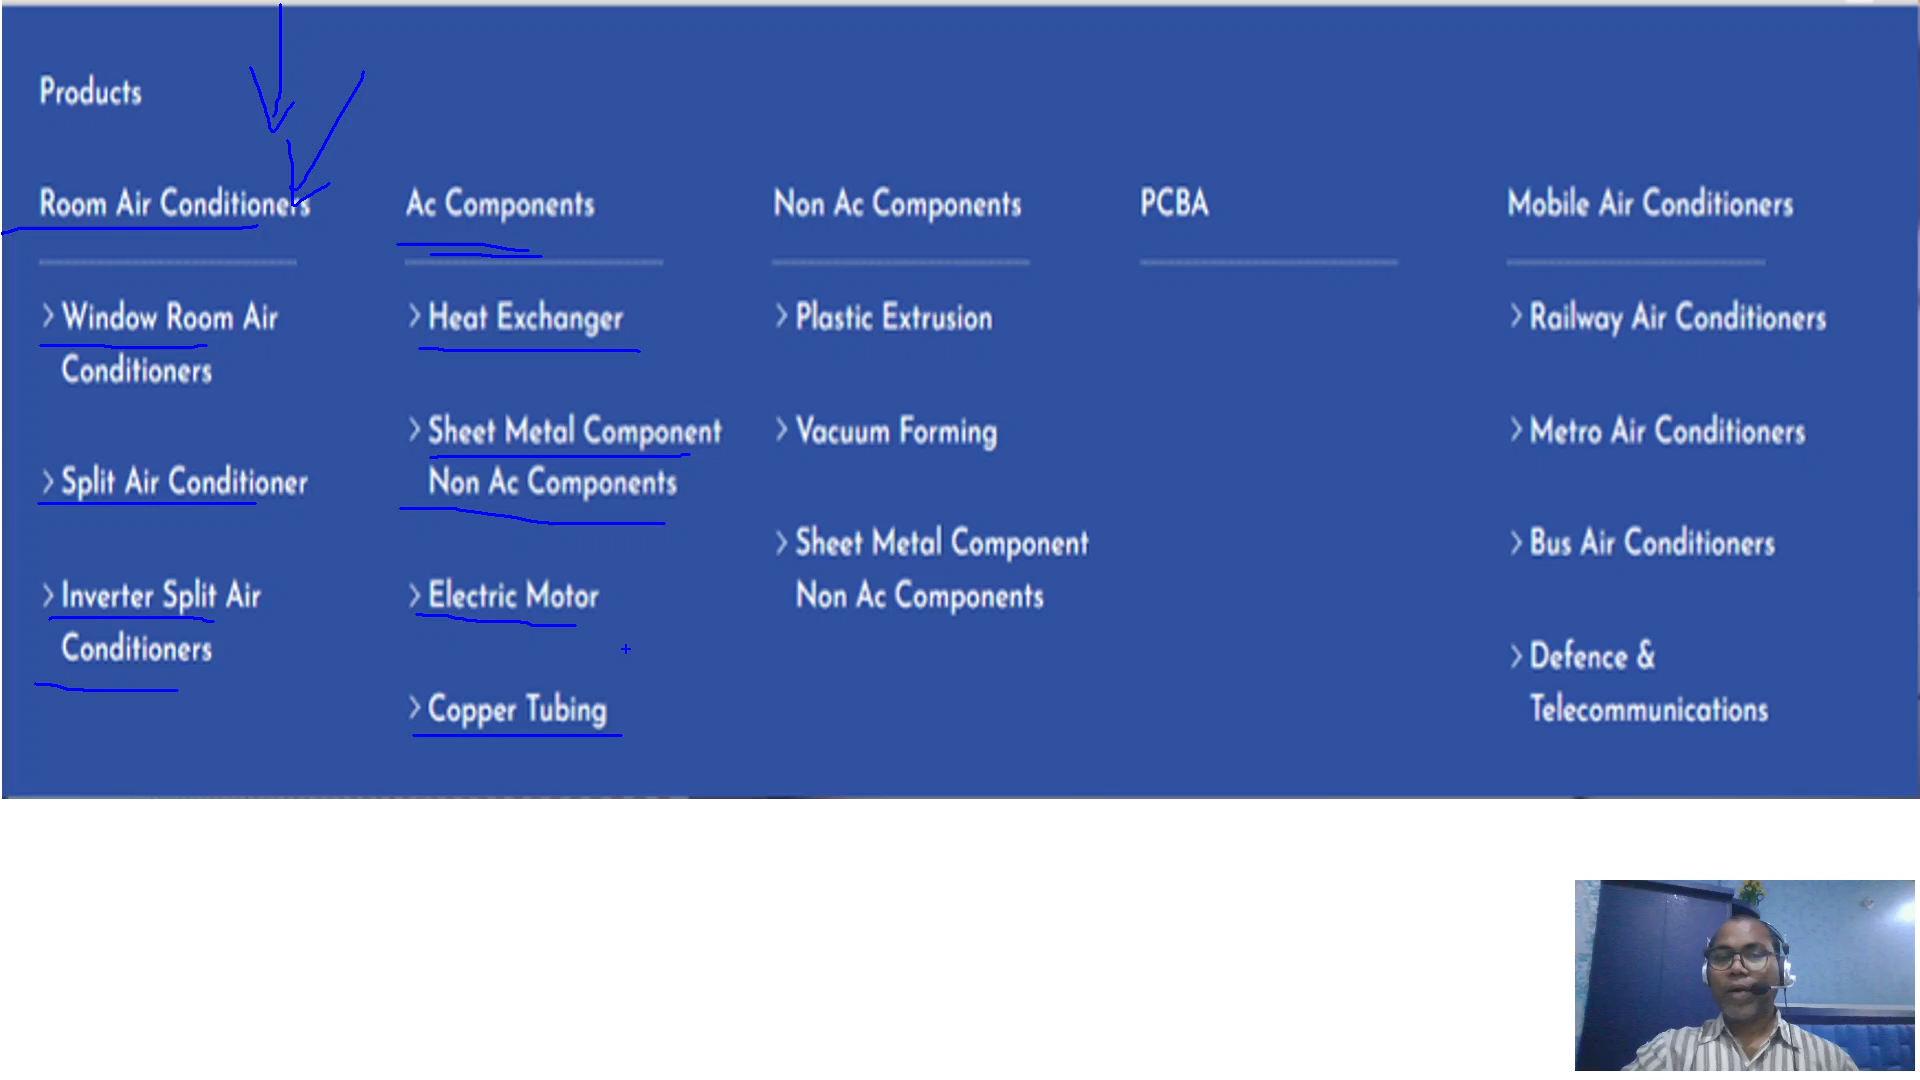 Products
Room Air Conditioners
> Window Room Air
Conditioners
> Split Air Conditioner
> Inverter Split Air
Conditioners
Ac Components
> Heat Exchanger
> Sheet Metal Component
Non Ac Components
> Electric Motor
> Copper Tubing
Non Ac Components
> Plastic Extrusion
> Vacuum Forming
> Sheet Metal Component
Non Ac Components
PCBA
Mobile Air Conditioners
> Railway Air Conditioners
> Metro Air Conditioners
> Bus Air Conditioners
> Defence &
Telecommunications